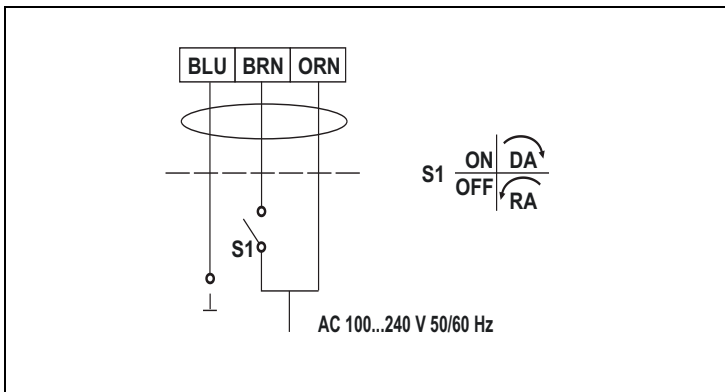 BLU BRN ORN
S1 ON DA
OFF RA
S1
AC 100...240 V 50/60 Hz